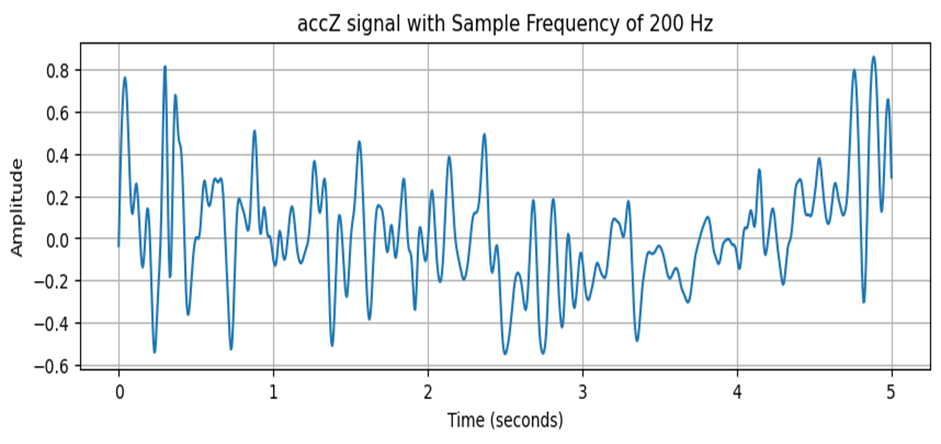 accZ signal with Sample Frequency of 200 Hz
Amplitude
0.8
0.6
0.4
0.2
0.0
−0.2
−0.4
−0.6
0 1 2 3 4 5
Time (seconds)